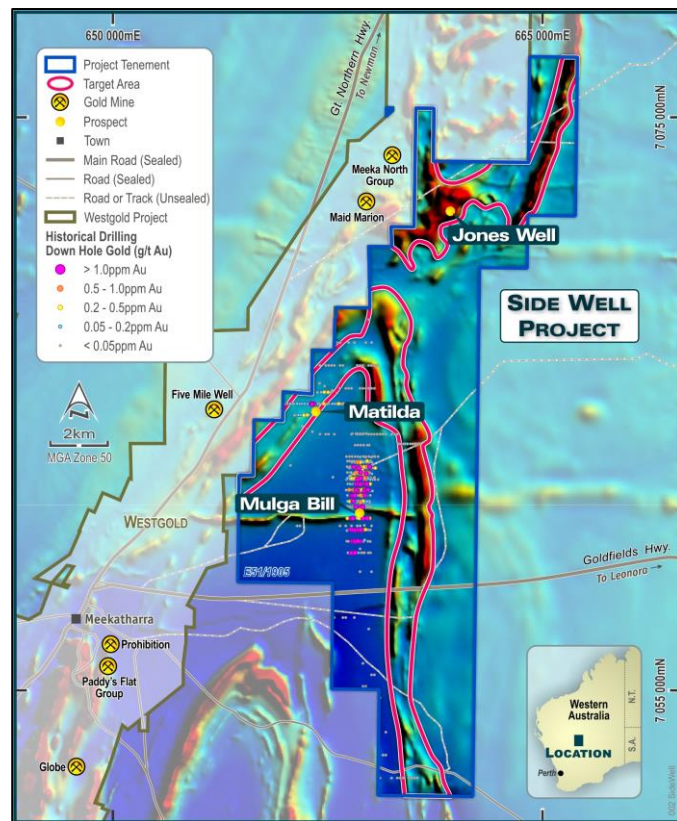 650 000mE
665 000mE
Project Tenement
Target Area
Gold Mine
Prospect
Town
Main Road (Sealed)
Road (Sealed)
Road or Track (Unsealed)
Westgold Project
Historical Drilling
Down Hole Gold (g/t Au)
> 1.0ppm Au
0.5 - 1.0ppm Au
0.2 - 0.5ppm Au
0.05 - 0.2ppm Au
< 0.05ppm Au
Gt. Northern Hwy.
To Newman
7 075 000mN
Meeka North
Group
Maid Marion
Jones Well
SIDE WELL
PROJECT
Five Mile Well
2km
MGA Zone 50
Matilda
Mulga Bill
WESTGOLD
E51/1905
Goldfields Hwy.
To Leonora
Meekatharra
Prohibition
Paddy's Flat
Group
Globe
7 055 000mN
Western
Australia
N.T.
S.A.
LOCATION
Perth
002 SideWell